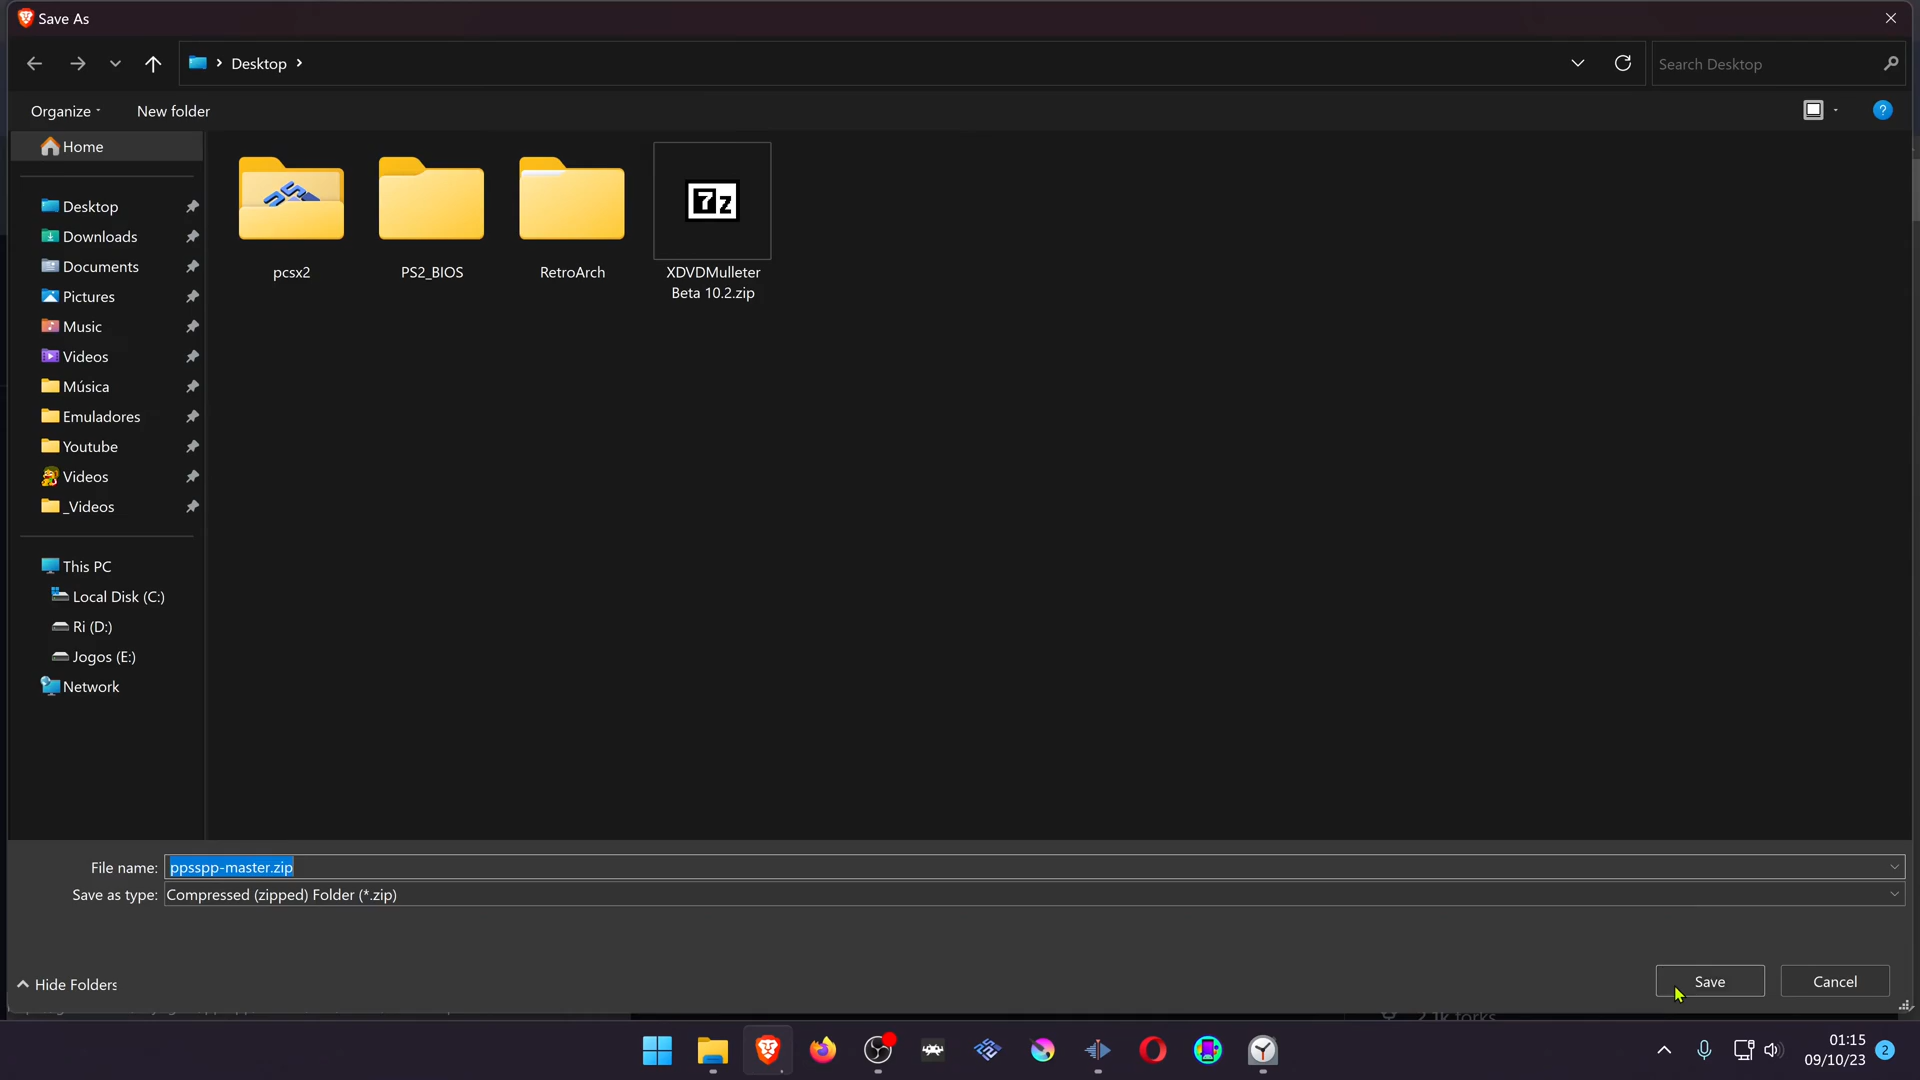 Save As
Desktop
Search Desktop
Organize
New folder
Home
Desktop
Downloads
Documents
Pictures
Music
Videos
Música
Emuladores
Youtube
Videos
_Videos
This PC
Local Disk (C:)
Ri (D:)
Jogos (E:)
Network
pcsx2
PS2_BIOS
RetroArch
7z
XDVDMulleter
Beta 10.2.zip
File name: ppsspp-master.zip
Save as type: Compressed (zipped) Folder (*.zip)
Hide Folders
Save
Cancel
2.1k forks
01:15
09/10/23
2